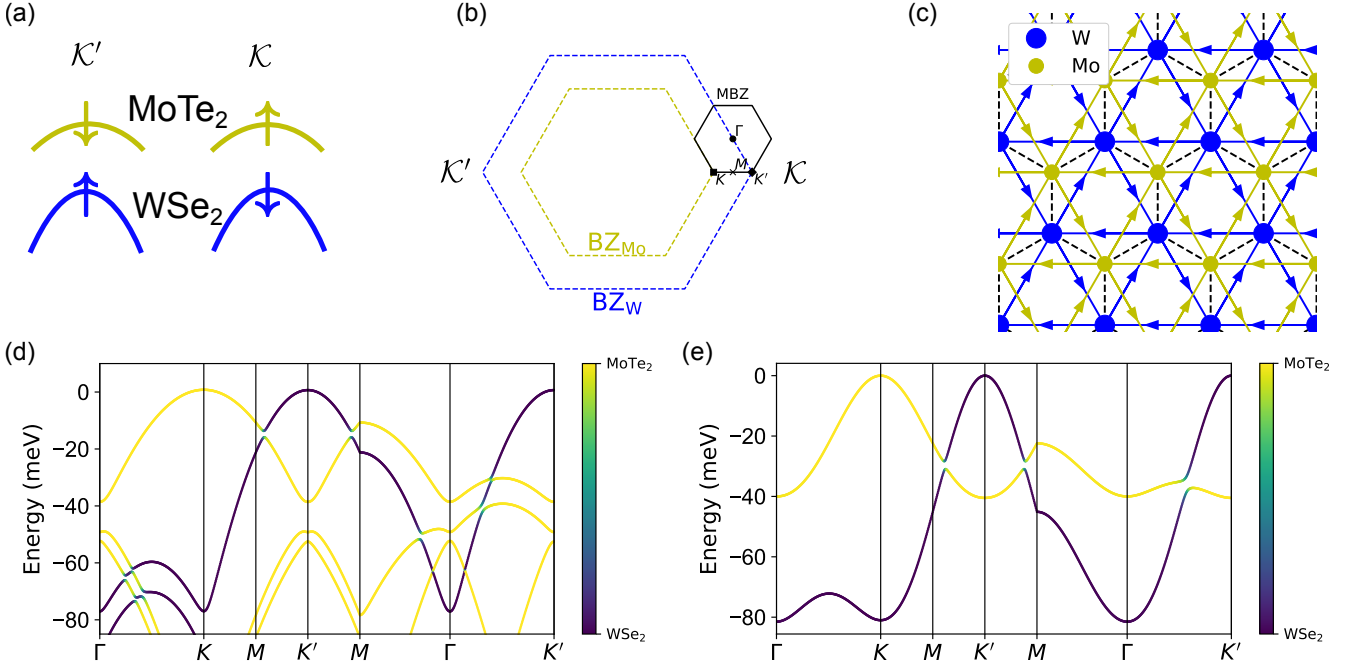 (a)
𝒦′ 𝒦
MoTe₂
WSe₂
(b)
MBZ
Γ
𝒦′ K M K′ 𝒦
BZ_Mo
BZ_W
(c)
W
Mo
(d)
Energy (meV)
0
−20
−40
−60
−80
Γ K M K′ M Γ K′
MoTe₂
WSe₂
(e)
Energy (meV)
0
−20
−40
−60
−80
Γ K M K′ M Γ K′
MoTe₂
WSe₂